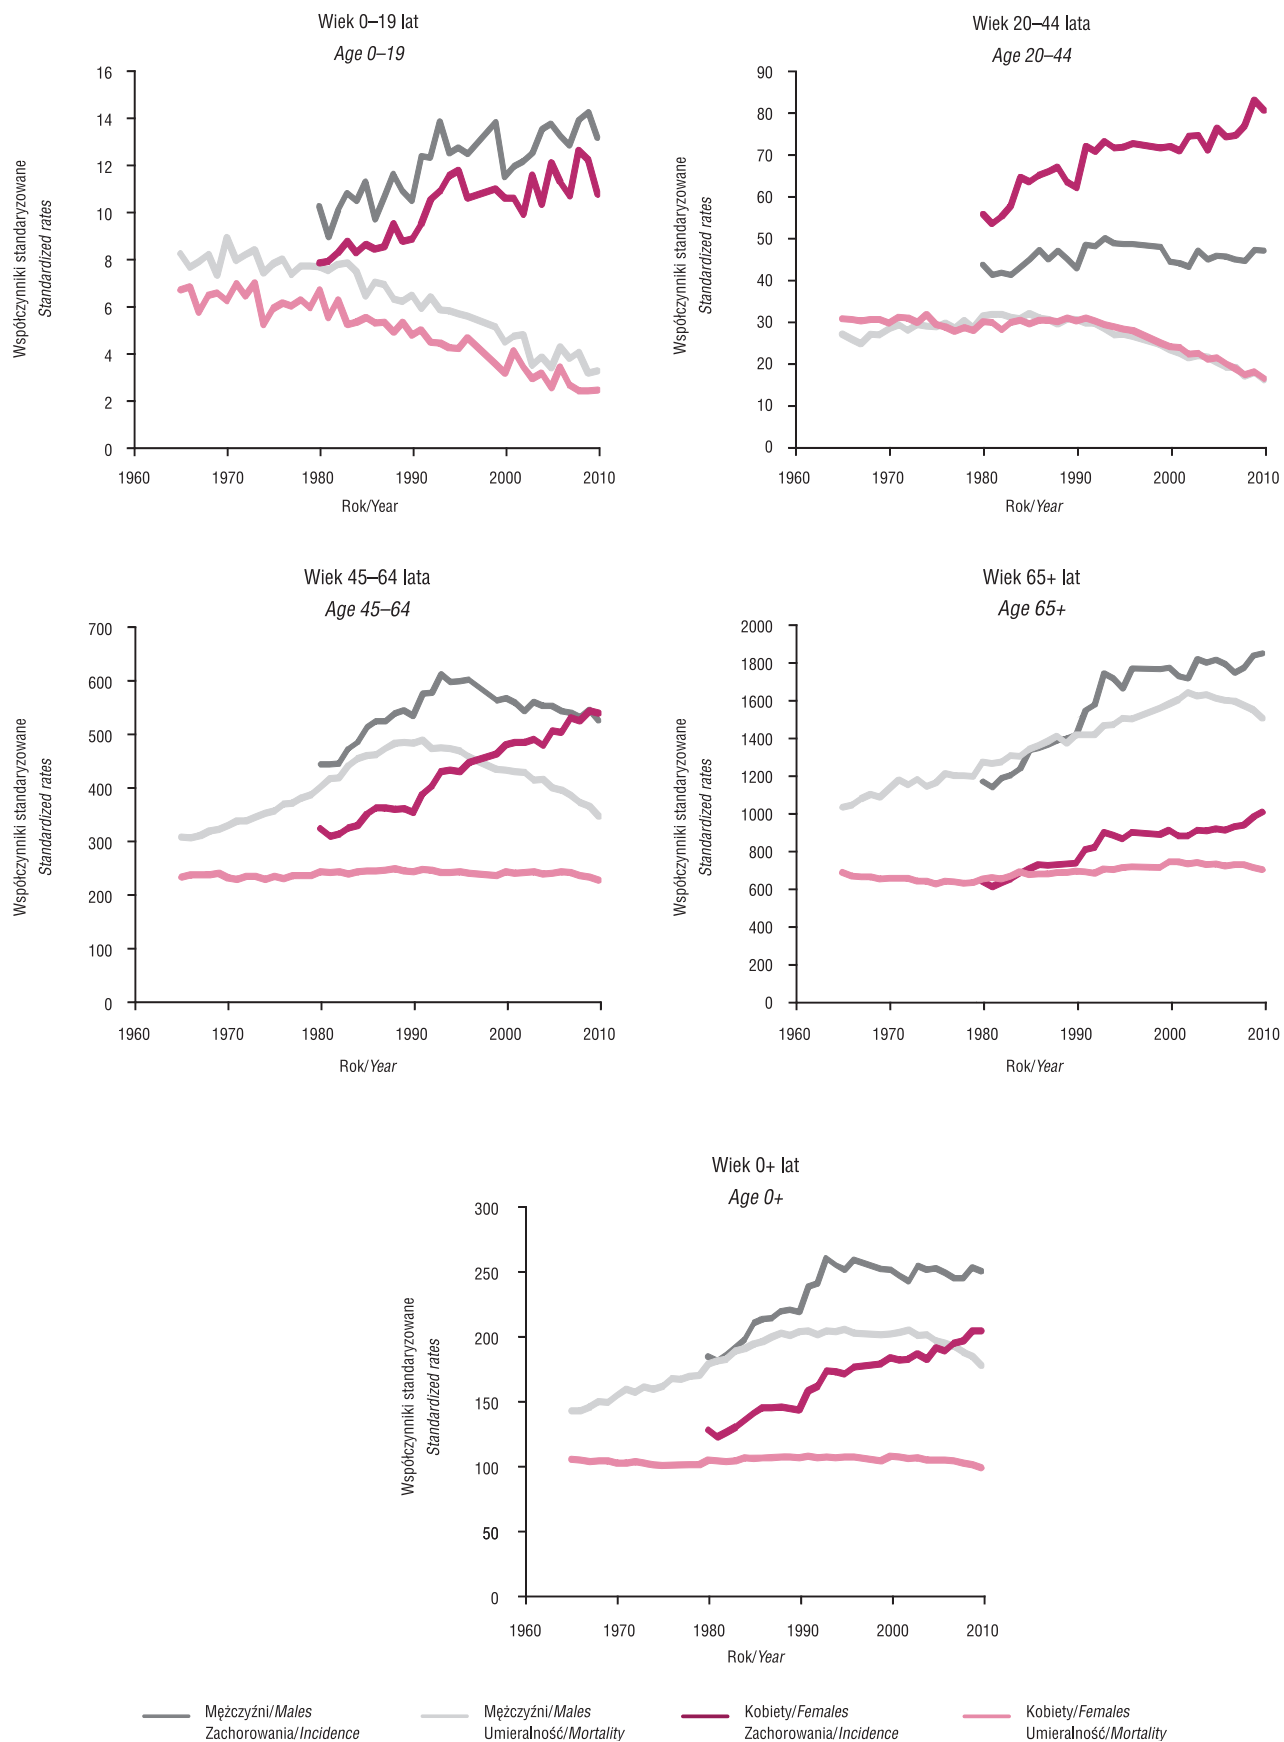 Wiek 0–19 lat
Age 0–19
Współczynniki standaryzowane
Standardized rates
16
14
12
10
8
6
4
2
0
1960 1970 1980 1990 2000 2010
Rok/Year
Wiek 20–44 lata
Age 20–44
Współczynniki standaryzowane
Standardized rates
90
80
70
60
50
40
30
20
10
0
1960 1970 1980 1990 2000 2010
Rok/Year
Wiek 45–64 lata
Age 45–64
Współczynniki standaryzowane
Standardized rates
700
600
500
400
300
200
100
0
1960 1970 1980 1990 2000 2010
Rok/Year
Wiek 65+ lat
Age 65+
Współczynniki standaryzowane
Standardized rates
2000
1800
1600
1400
1200
1000
800
600
400
200
0
1960 1970 1980 1990 2000 2010
Rok/Year
Wiek 0+ lat
Age 0+
Współczynniki standaryzowane
Standardized rates
300
250
200
150
100
50
0
1960 1970 1980 1990 2000 2010
Rok/Year
Mężczyźni/Males
Zachorowania/Incidence
Mężczyźni/Males
Umieralność/Mortality
Kobiety/Females
Zachorowania/Incidence
Kobiety/Females
Umieralność/Mortality